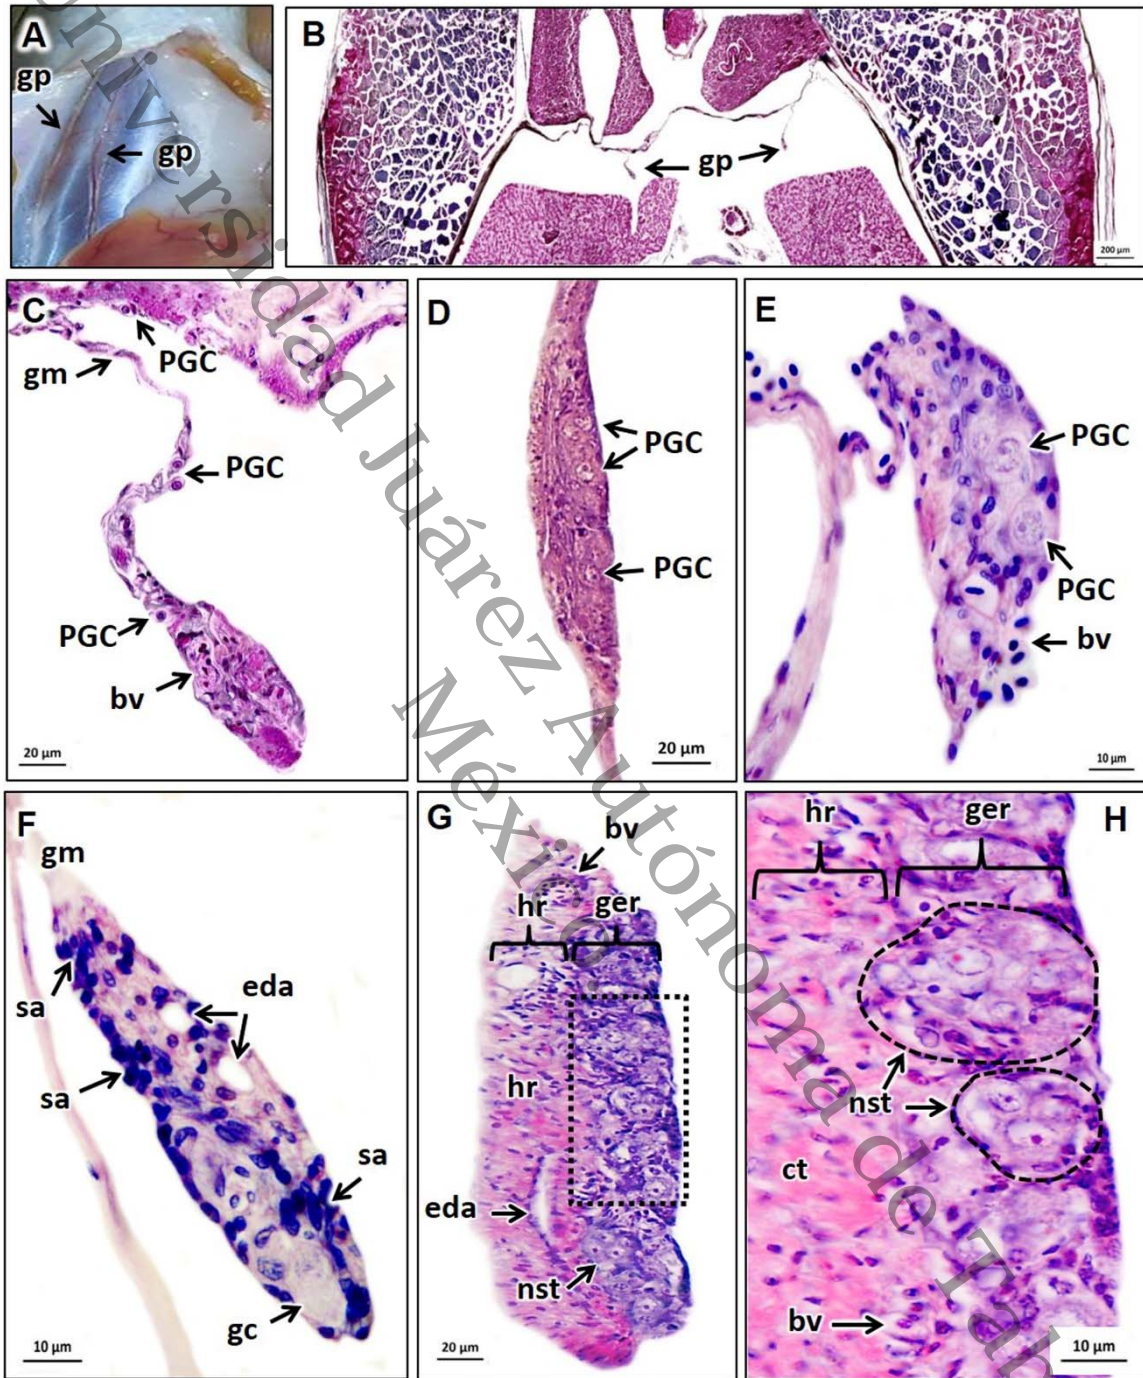 A
gp
gp
B
gp
200 µm
C
PGC
gm
PGC
PGC
bv
20 µm
D
PGC
PGC
20 µm
E
PGC
PGC
bv
10 µm
F
gm
sa
eda
sa
sa
gc
10 µm
G
bv
hr
ger
hr
eda
nst
20 µm
hr
ger
H
nst
ct
bv
10 µm
Universidad Juárez Autónoma de Tab
México.